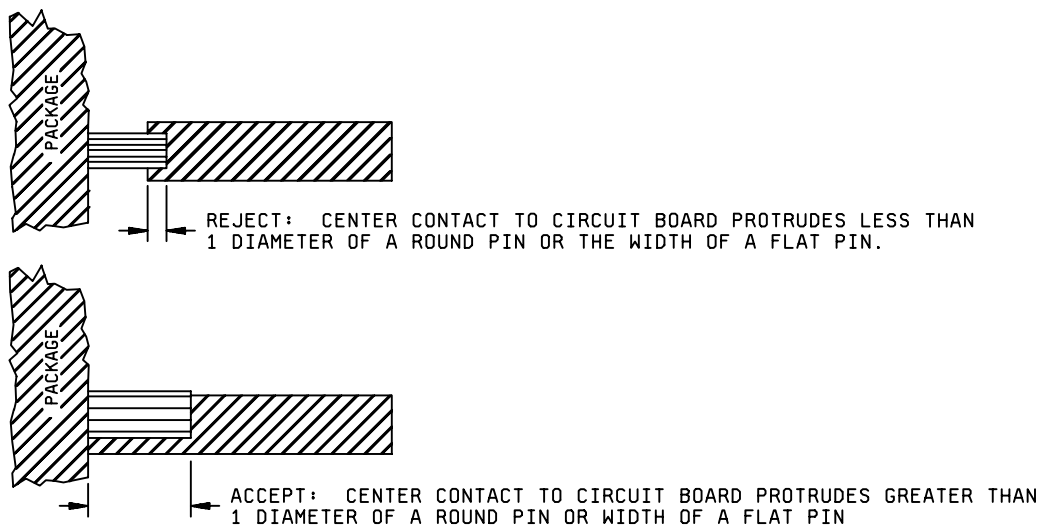 PACKAGE
REJECT: CENTER CONTACT TO CIRCUIT BOARD PROTRUDES LESS THAN
1 DIAMETER OF A ROUND PIN OR THE WIDTH OF A FLAT PIN.
PACKAGE
ACCEPT: CENTER CONTACT TO CIRCUIT BOARD PROTRUDES GREATER THAN
1 DIAMETER OF A ROUND PIN OR WIDTH OF A FLAT PIN